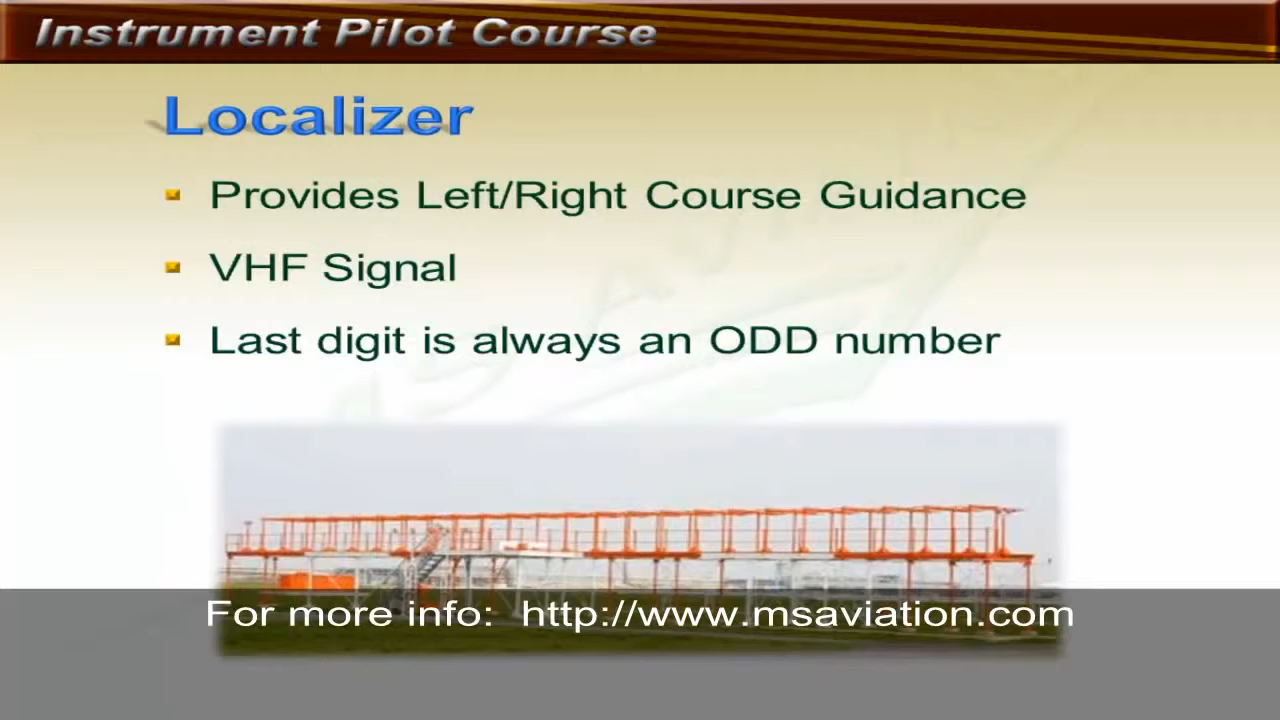 Instrument Pilot Course
Localizer
Provides Left/Right Course Guidance
VHF Signal
Last digit is always an ODD number
For more info: http://www.msaviation.com